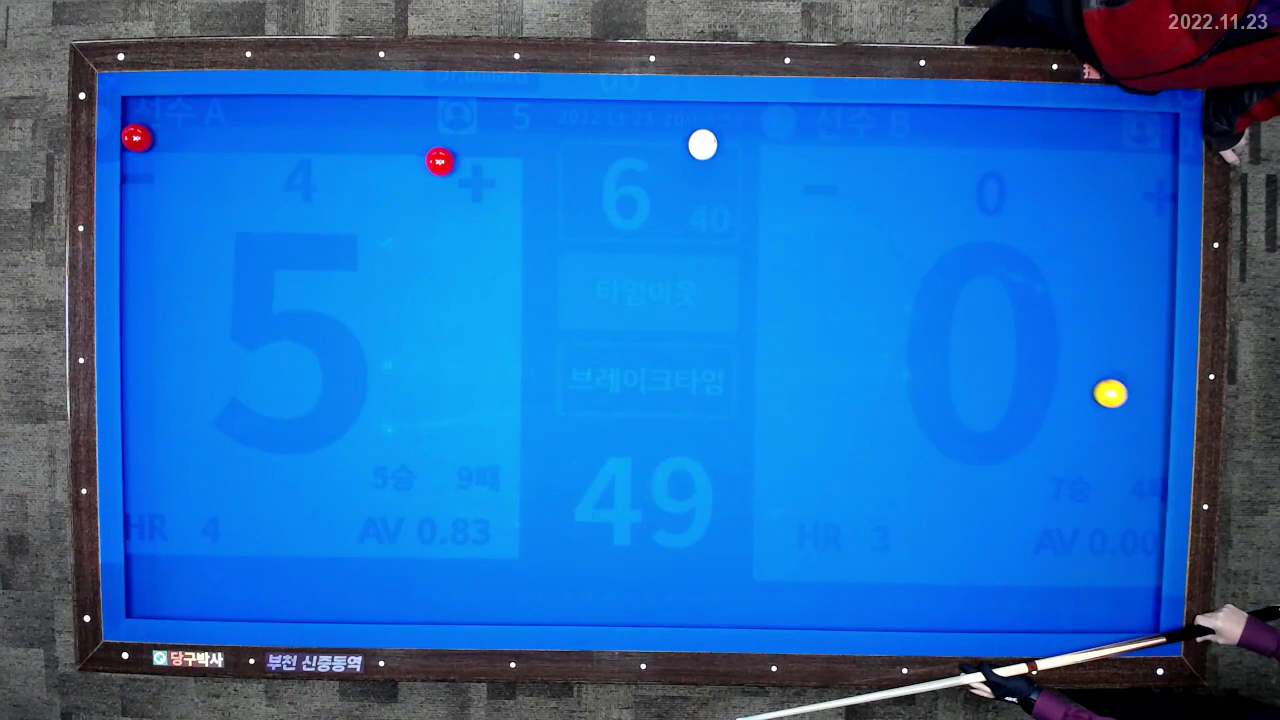 2022.11.23
Dr.Billiard
선수 A
5
선수 B
4
6
40
0
5
타임아웃
0
브레이크타임
5승 9패
7승
HR 4
AV 0.83
49
HR 3
AV 0.00
당구박사
부천 신중동역